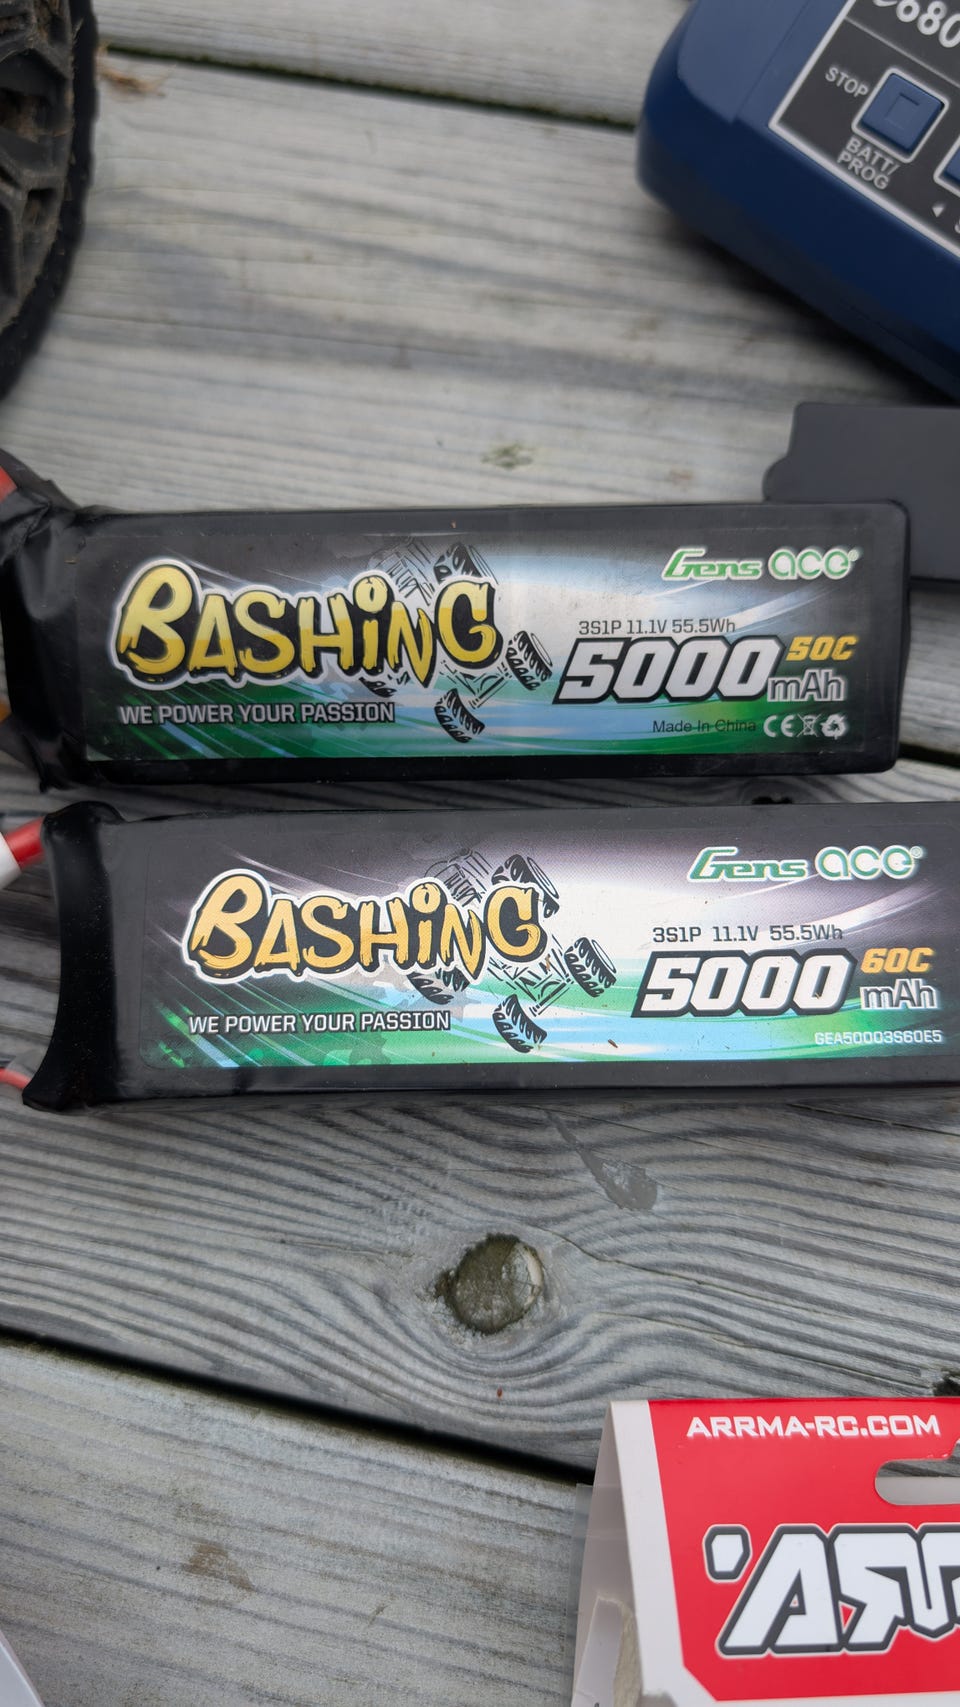 680
STOP
BATT/
PROG
Gens ace
BASHING
3S1P 11.1V 55.5Wh
5000 mAh 50C
WE POWER YOUR PASSION
Made In China CE
Gens ace
BASHING
3S1P 11.1V 55.5Wh
5000 mAh 60C
WE POWER YOUR PASSION
GEA50003S60E5
ARRMA-RC.COM